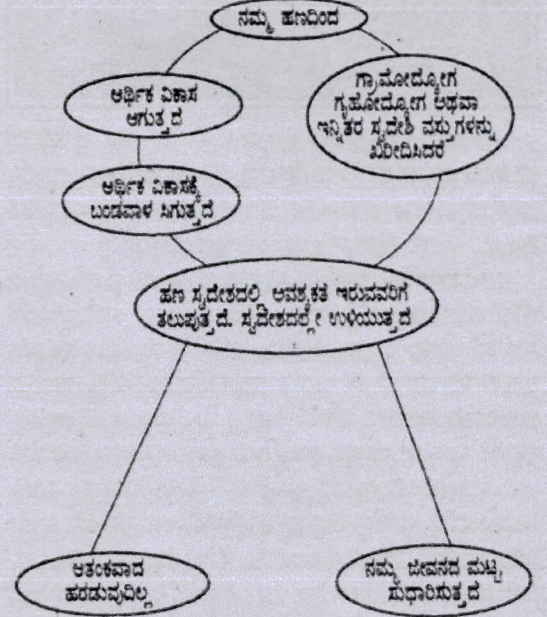 ನಮ್ಮ ಹಣದಿಂದ
ಆರ್ಥಿಕ ವಿಕಾಸ
ಆಗುತ್ತದೆ
ಗ್ರಾಮೋದ್ಯೋಗ
ಗೃಹೋದ್ಯೋಗ ಅಥವಾ
ಇನ್ನಿತರ ಸ್ವದೇಶಿ ವಸ್ತುಗಳನ್ನು
ಖರೀದಿಸಿದರೆ
ಆರ್ಥಿಕ ವಿಕಾಸಕ್ಕೆ
ಬಂಡವಾಳ ಸಿಗುತ್ತದೆ
ಹಣ ಸ್ವದೇಶದಲ್ಲಿ ಆವಶ್ಯಕತೆ ಇರುವವರಿಗೆ
ತಲುಪುತ್ತದೆ. ಸ್ವದೇಶದಲ್ಲೇ ಉಳಿಯುತ್ತದೆ
ಆತಂಕವಾದ
ಹರಡುವುದಿಲ್ಲ
ನಮ್ಮ ಜೀವನದ ಮಟ್ಟ
ಸುಧಾರಿಸುತ್ತದೆ